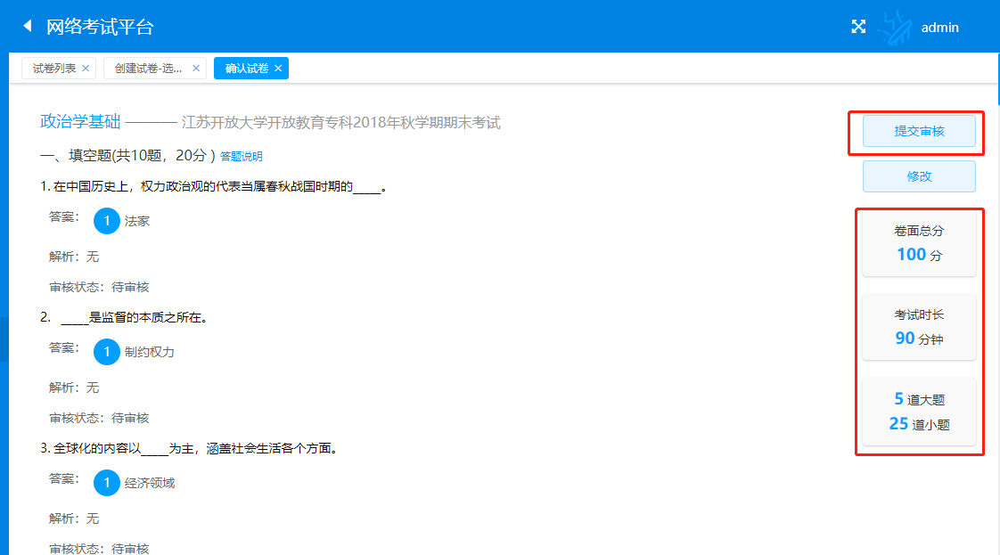 网络考试平台
admin
试卷列表 ×
创建试卷-选... ×
确认试卷 ×
政治学基础 ——— 江苏开放大学开放教育专科2018年秋学期期末考试
一、填空题(共10题，20分 ) 答题说明
1. 在中国历史上，权力政治观的代表当属春秋战国时期的____。
答案： 1 法家
解析：无
审核状态：待审核
2. ____是监督的本质之所在。
答案： 1 制约权力
解析：无
审核状态：待审核
3. 全球化的内容以____为主，涵盖社会生活各个方面。
答案： 1 经济领域
解析：无
审核状态：待审核
提交审核
修改
卷面总分
100 分
考试时长
90 分钟
5 道大题
25 道小题